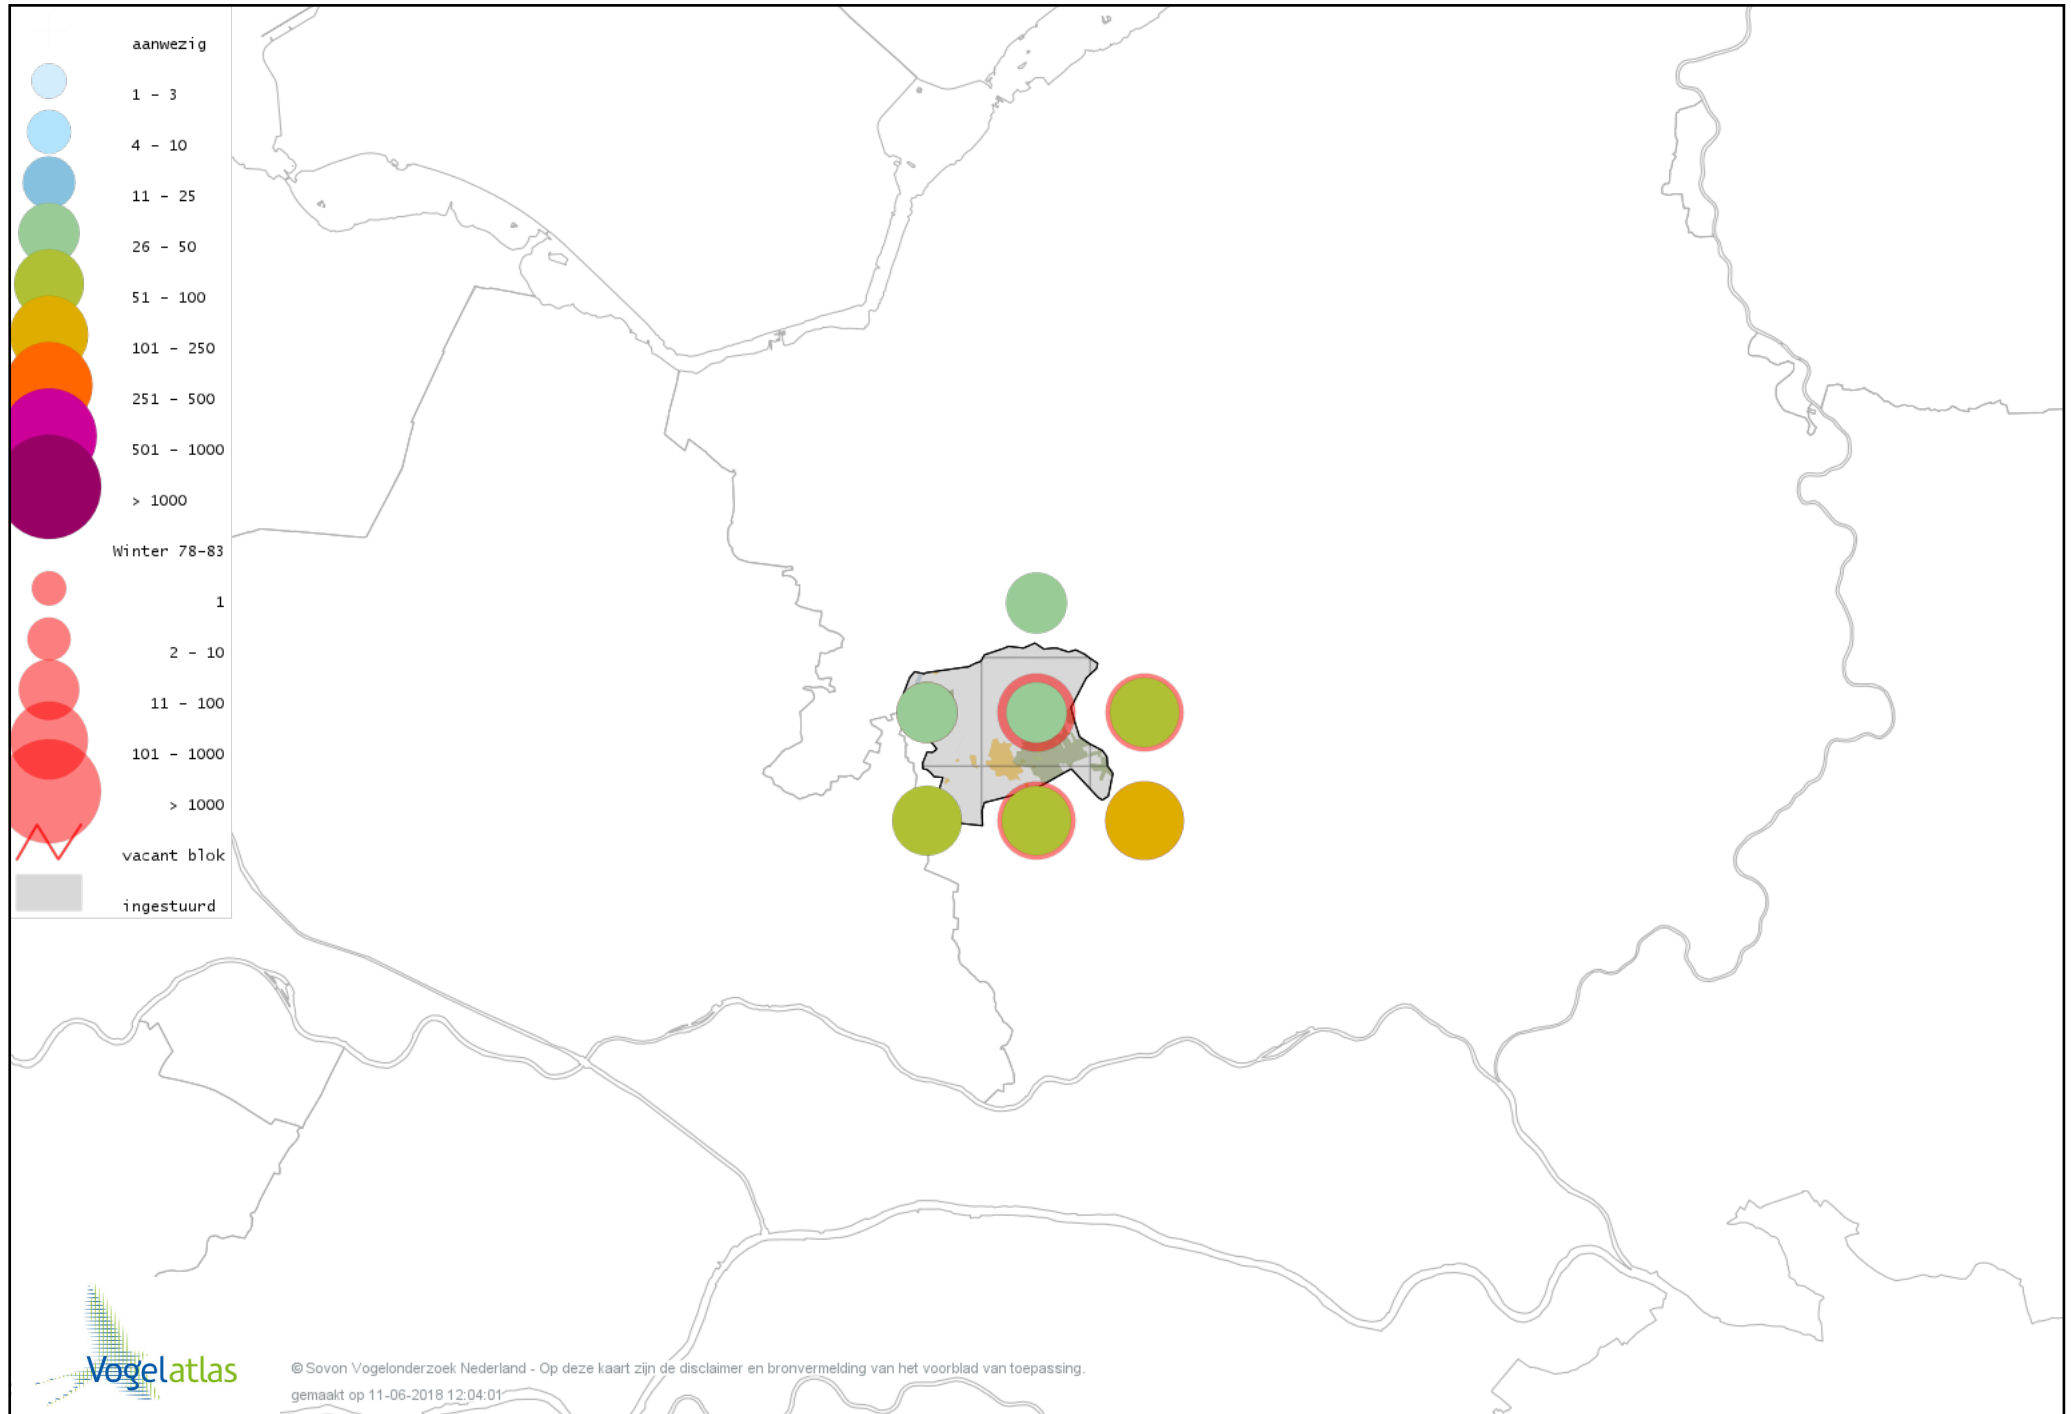 aanwezig
1 - 3
4 - 10
11 - 25
26 - 50
51 - 100
101 - 250
251 - 500
501 - 1000
> 1000
Winter 78-83
1
2 - 10
11 - 100
101 - 1000
> 1000
vacant blok
ingestuurd
Vogelatlas
© Sovon Vogelonderzoek Nederland - Op deze kaart zijn de disclaimer en bronvermelding van het voorblad van toepassing.
gemaakt op 11-06-2018 12:04:01